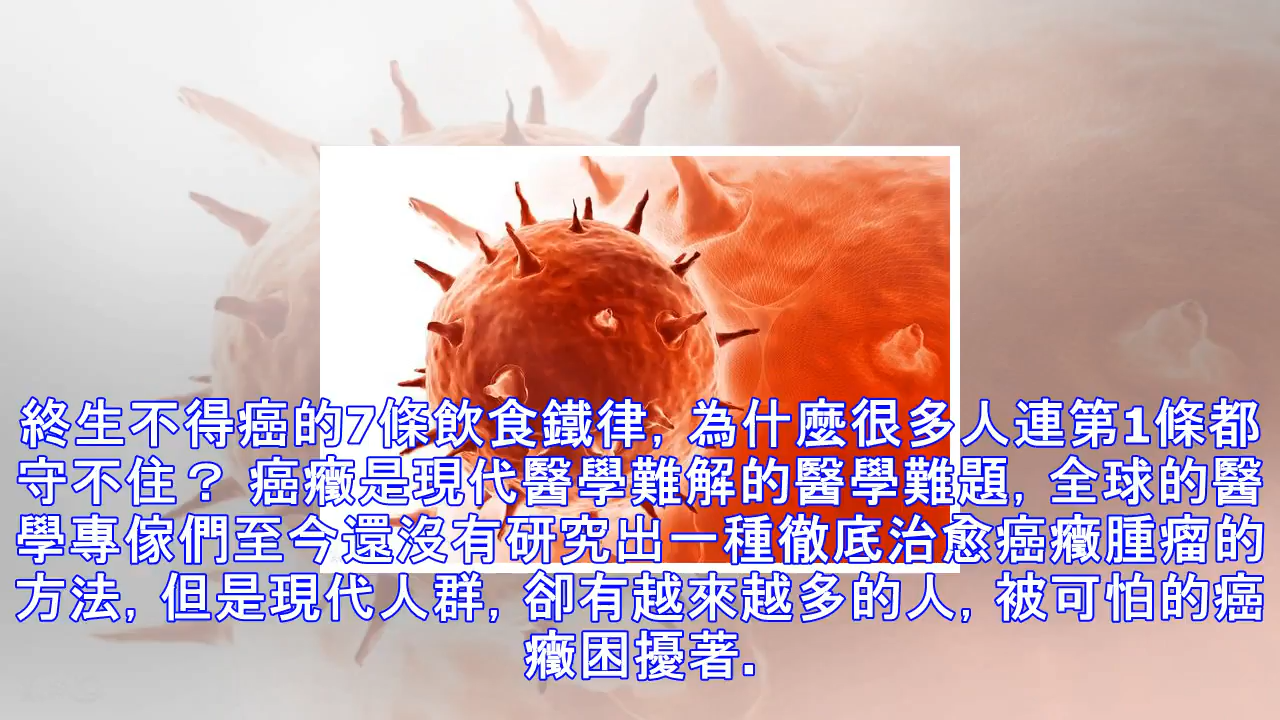 終生不得癌的7條飲食鐵律, 為什麼很多人連第1條都
守不住？ 癌癥是現代醫學難解的醫學難題, 全球的醫
學專傢們至今還沒有研究出一種徹底治愈癌癥腫瘤的
方法, 但是現代人群, 卻有越來越多的人, 被可怕的癌
癥困擾著.